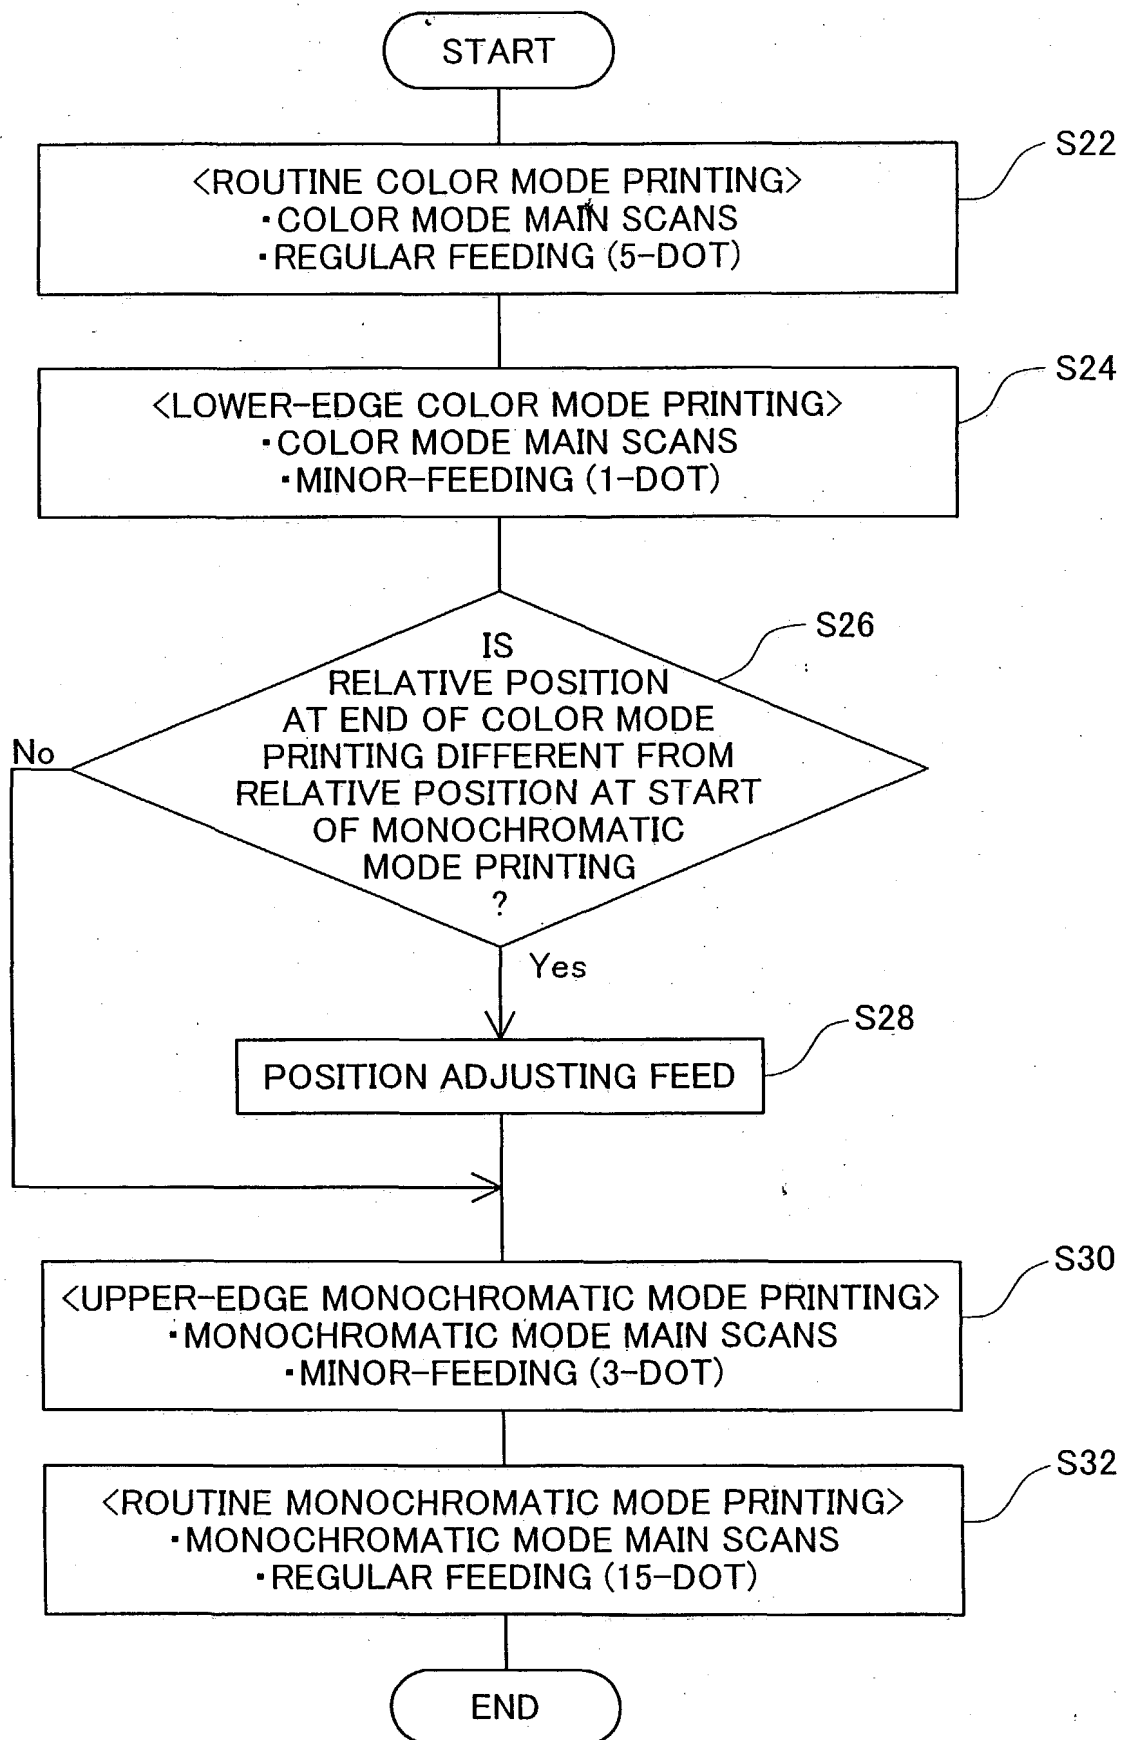 START
S22
<ROUTINE COLOR MODE PRINTING>
▪COLOR MODE MAIN SCANS
▪REGULAR FEEDING (5-DOT)
S24
<LOWER-EDGE COLOR MODE PRINTING>
▪COLOR MODE MAIN SCANS
▪MINOR-FEEDING (1-DOT)
S26
IS
RELATIVE POSITION
AT END OF COLOR MODE
PRINTING DIFFERENT FROM
RELATIVE POSITION AT START
OF MONOCHROMATIC
MODE PRINTING
?
No
Yes
S28
POSITION ADJUSTING FEED
S30
<UPPER-EDGE MONOCHROMATIC MODE PRINTING>
▪MONOCHROMATIC MODE MAIN SCANS
▪MINOR-FEEDING (3-DOT)
S32
<ROUTINE MONOCHROMATIC MODE PRINTING>
▪MONOCHROMATIC MODE MAIN SCANS
▪REGULAR FEEDING (15-DOT)
END